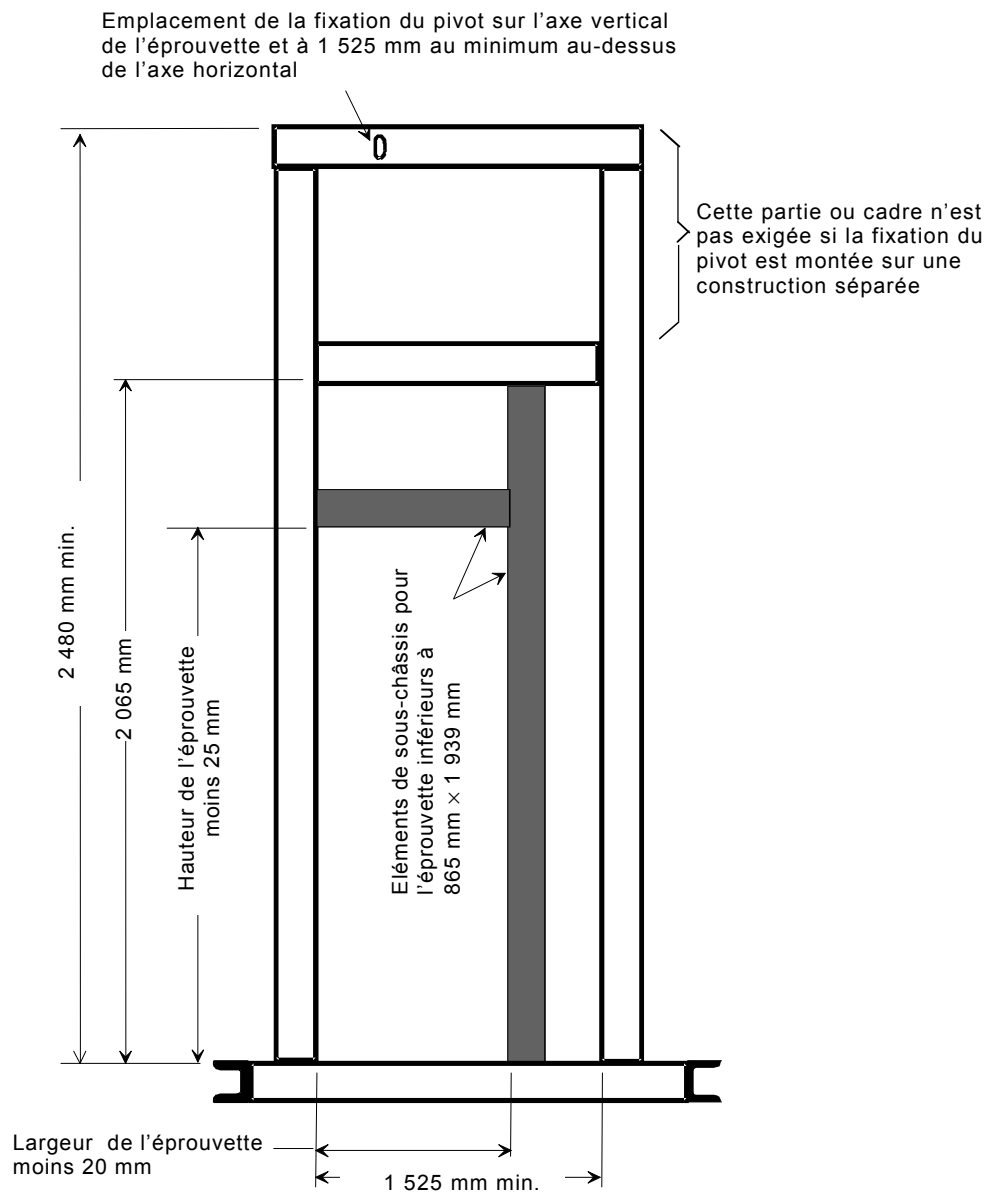 Emplacement de la fixation du pivot sur l’axe vertical
de l’éprouvette et à 1 525 mm au minimum au-dessus
de l’axe horizontal
Cette partie ou cadre n’est
pas exigée si la fixation du
pivot est montée sur une
construction séparée
2 480 mm min.
2 065 mm
Hauteur de l’éprouvette
moins 25 mm
Eléments de sous-châssis pour
l’éprouvette inférieurs à
865 mm × 1 939 mm
Largeur de l’éprouvette
moins 20 mm
1 525 mm min.